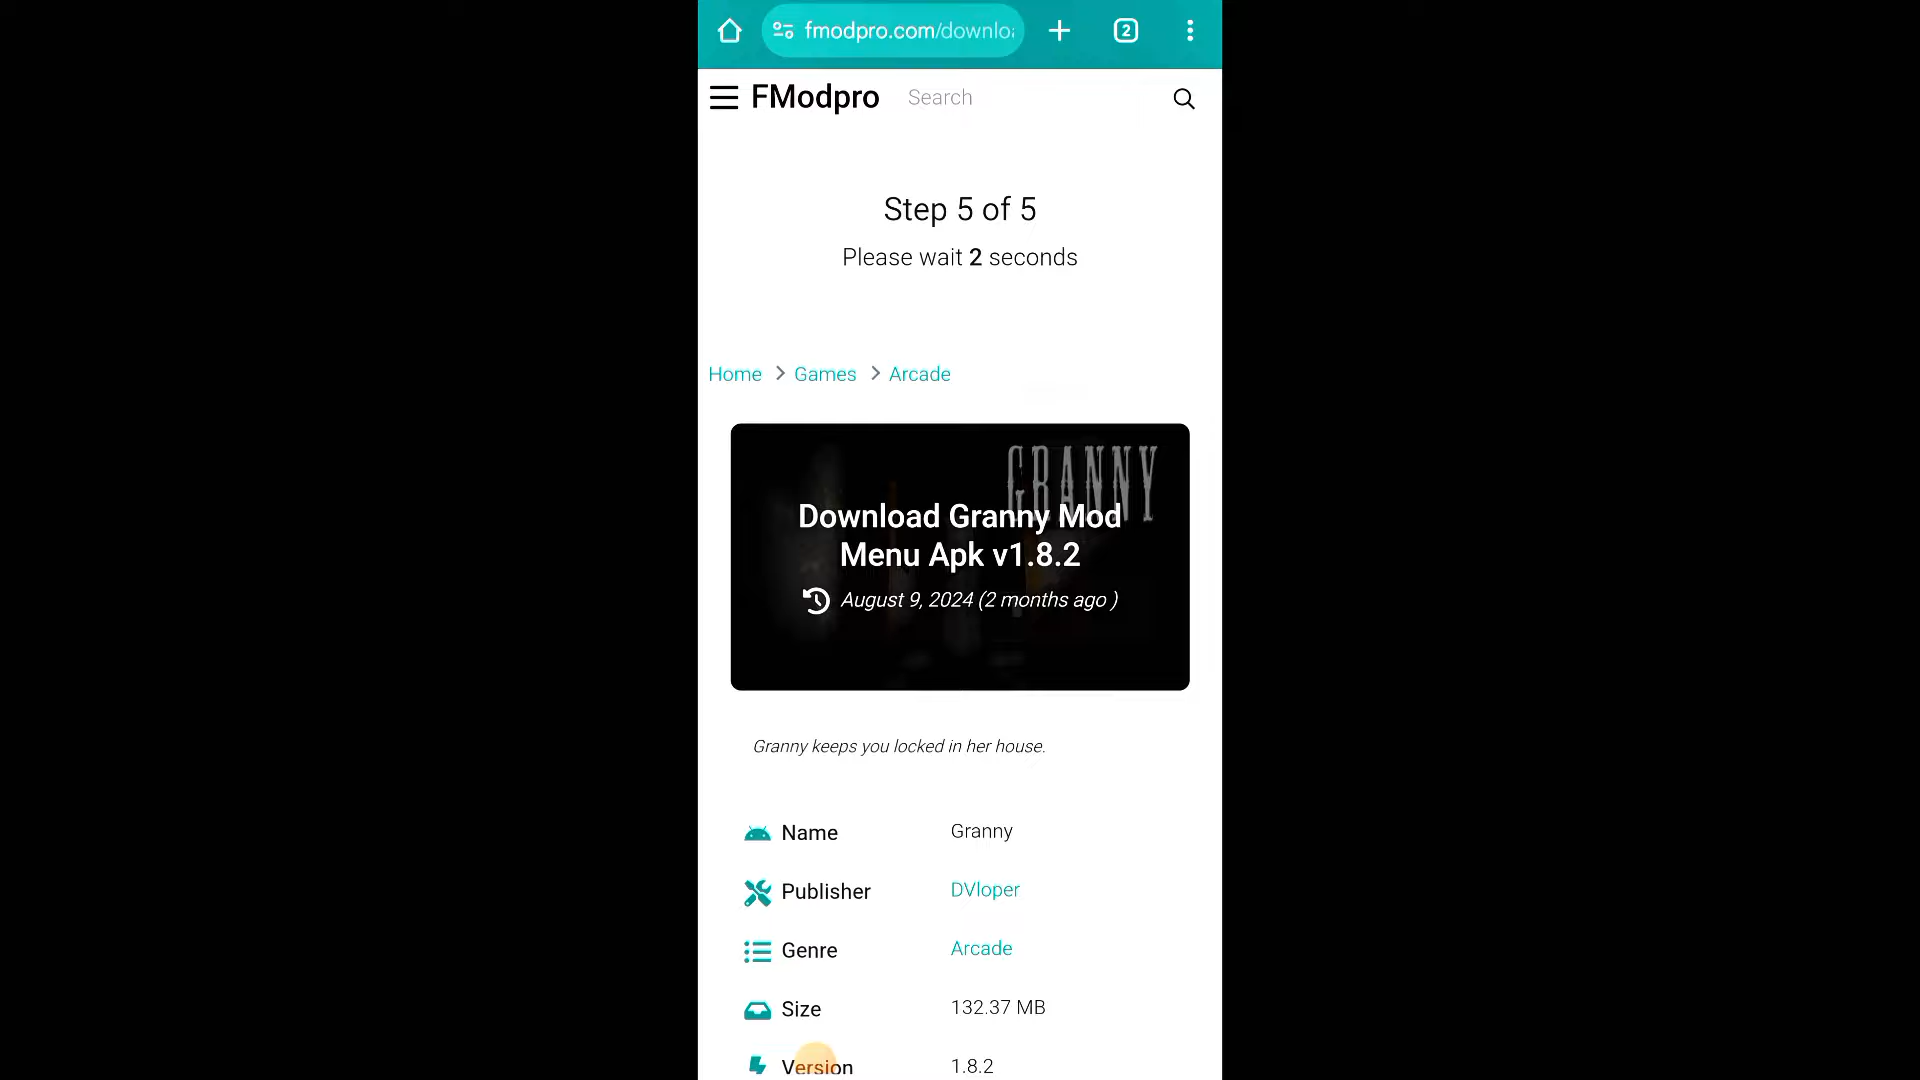 fmodpro.com/downloa
2
FModpro
Search
Step 5 of 5
Please wait 2 seconds
Home > Games > Arcade
GRANNY
Download Granny Mod
Menu Apk v1.8.2
August 9, 2024 (2 months ago )
Granny keeps you locked in her house.
Name Granny
Publisher DVloper
Genre Arcade
Size 132.37 MB
Version 1.8.2